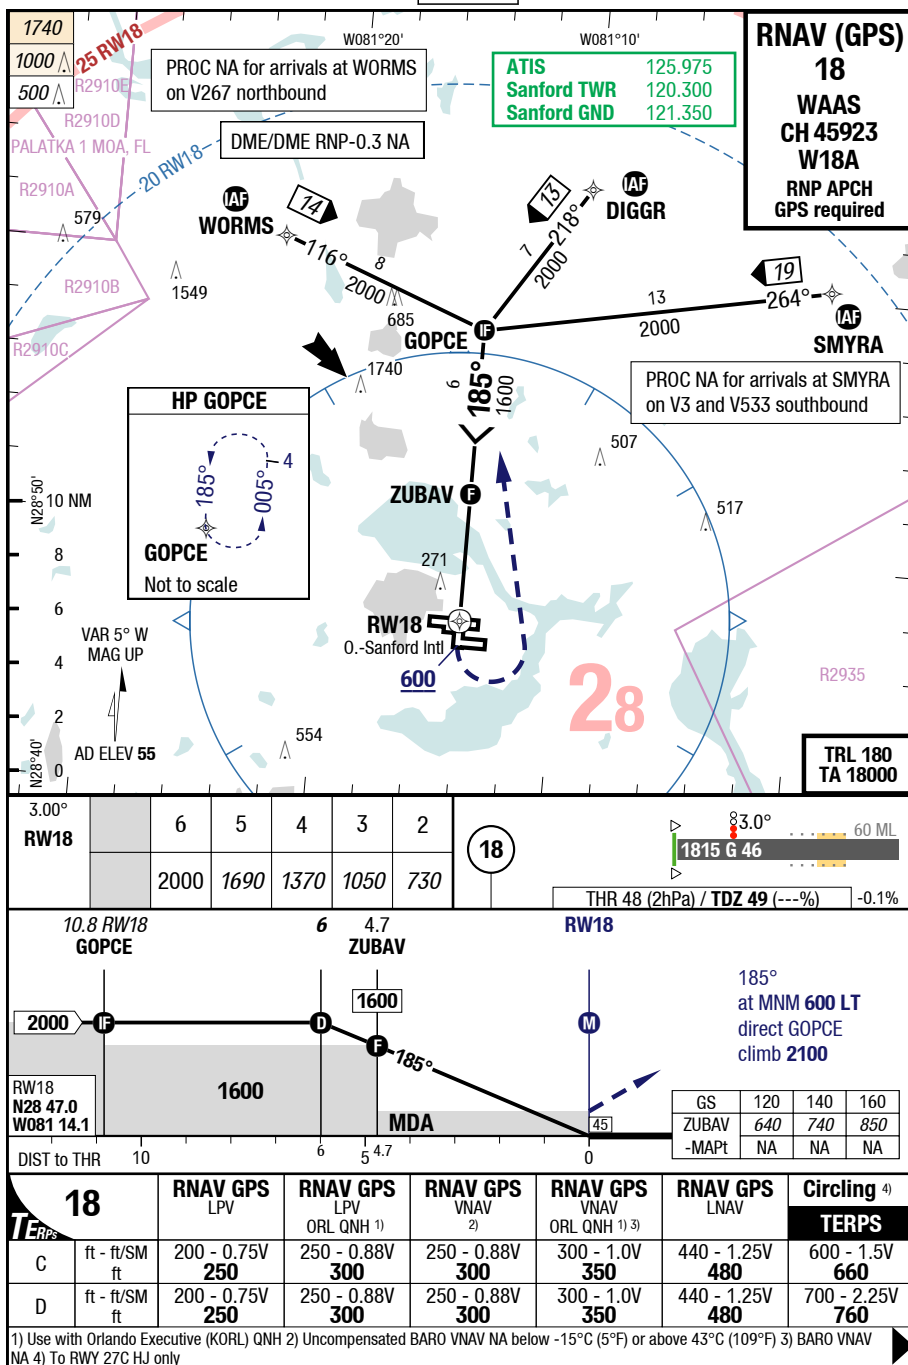 1740
1000
500
25 RW18
20 RW18
R2910E
R2910D
PALATKA 1 MOA, FL
R2910A
R2910B
R2910C
W081°20'
W081°10'
PROC NA for arrivals at WORMS
on V267 northbound
DME/DME RNP-0.3 NA
ATIS 125.975
Sanford TWR 120.300
Sanford GND 121.350
RNAV (GPS)
18
WAAS
CH 45923
W18A
RNP APCH
GPS required
IAF
WORMS
14
116°
8
2000
IAF
DIGGR
13
218°
7
2000
19
264°
13
2000
IAF
SMYRA
579
1549
685
GOPCE IF
1740
6 185° 1600
PROC NA for arrivals at SMYRA
on V3 and V533 southbound
HP GOPCE
185°
005°
4
GOPCE
Not to scale
507
517
ZUBAV F
271
RW18
O.-Sanford Intl
600
28
R2935
554
N28°50'
10 NM
8
6
4
2
0
N28°40'
VAR 5° W
MAG UP
AD ELEV 55
TRL 180
TA 18000
3.00°
RW18
6 5 4 3 2
2000 1690 1370 1050 730
18
3.0°
60 ML
1815 G 46
THR 48 (2hPa) / TDZ 49 (---%) -0.1%
10.8 RW18 6 4.7 RW18
GOPCE ZUBAV
1600
2000 IF D F M
185°
185°
at MNM 600 LT
direct GOPCE
climb 2100
1600
MDA
45
RW18
N28 47.0
W081 14.1
GS 120 140 160
ZUBAV 640 740 850
-MAPt NA NA NA
DIST to THR 10 6 5 4.7 0
TERPS
18
RNAV GPS
LPV
RNAV GPS
LPV
ORL QNH 1)
RNAV GPS
VNAV
2)
RNAV GPS
VNAV
ORL QNH 1) 3)
RNAV GPS
LNAV
Circling 4)
TERPS
C ft - ft/SM 200 - 0.75V 250 - 0.88V 250 - 0.88V 300 - 1.0V 440 - 1.25V 600 - 1.5V
ft 250 300 300 350 480 660
D ft - ft/SM 200 - 0.75V 250 - 0.88V 250 - 0.88V 300 - 1.0V 440 - 1.25V 700 - 2.25V
ft 250 300 300 350 480 760
1) Use with Orlando Executive (KORL) QNH 2) Uncompensated BARO VNAV NA below -15°C (5°F) or above 43°C (109°F) 3) BARO VNAV
NA 4) To RWY 27C HJ only